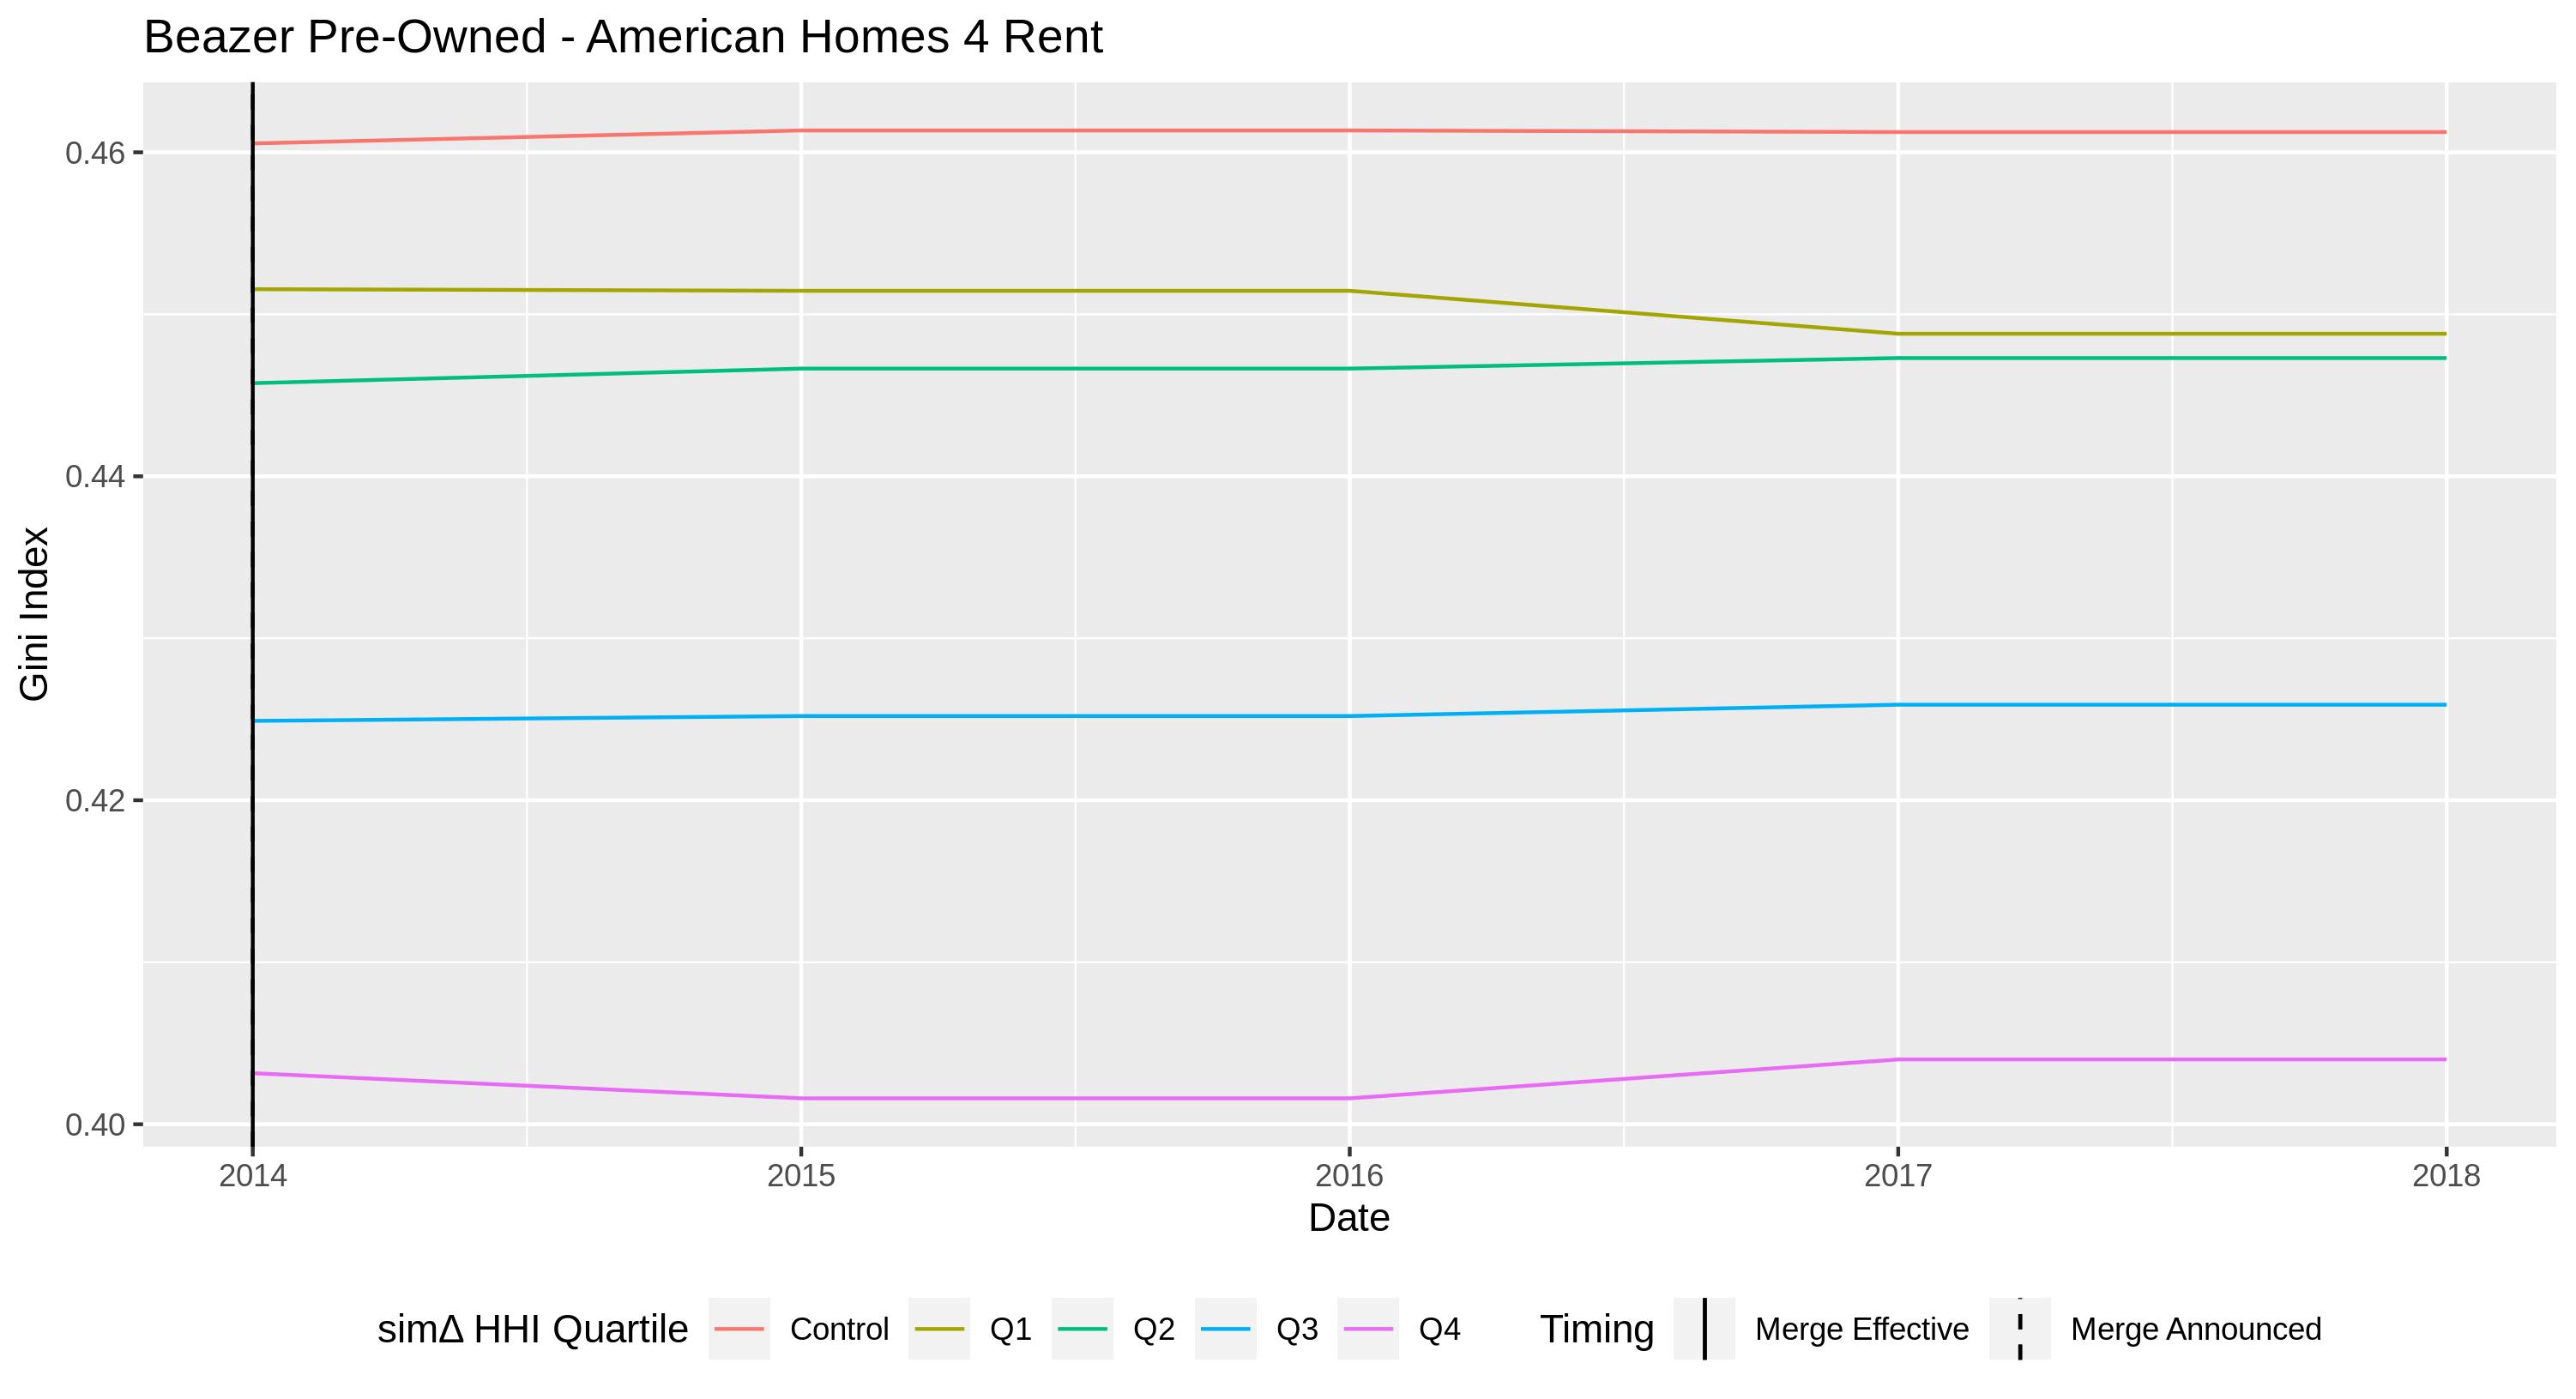 Beazer Pre-Owned - American Homes 4 Rent
Gini Index
0.46
0.44
0.42
0.40
2014 2015 2016 2017 2018
Date
simΔ HHI Quartile Control Q1 Q2 Q3 Q4 Timing Merge Effective Merge Announced